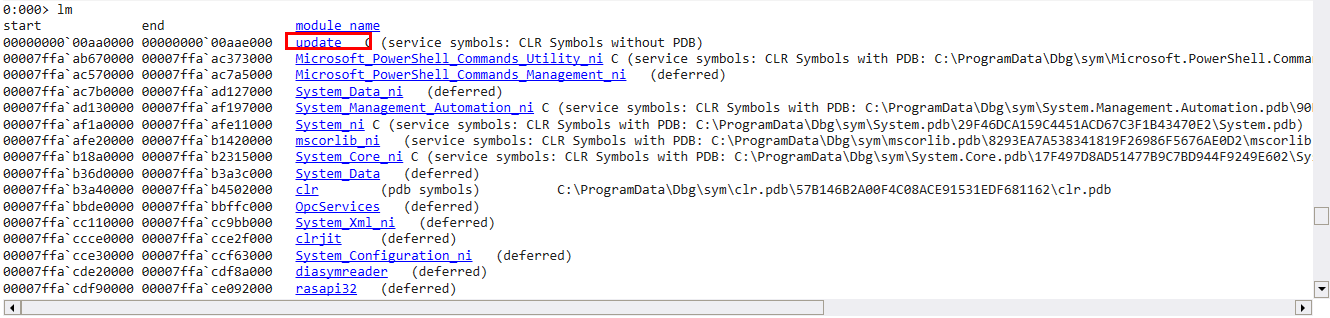 0:000> lm
start end module name
00000000`00aa0000 00000000`00aae000 update C (service symbols: CLR Symbols without PDB)
00007ffa`ab670000 00007ffa`ac373000 Microsoft_PowerShell_Commands_Utility_ni C (service symbols: CLR Symbols with PDB: C:\ProgramData\Dbg\sym\Microsoft.PowerShell.Comma
00007ffa`ac570000 00007ffa`ac7a5000 Microsoft_PowerShell_Commands_Management_ni (deferred)
00007ffa`ac7b0000 00007ffa`ad127000 System_Data_ni (deferred)
00007ffa`ad130000 00007ffa`af197000 System_Management_Automation_ni C (service symbols: CLR Symbols with PDB: C:\ProgramData\Dbg\sym\System.Management.Automation.pdb\90
00007ffa`af1a0000 00007ffa`afe11000 System_ni C (service symbols: CLR Symbols with PDB: C:\ProgramData\Dbg\sym\System.pdb\29F46DCA159C4451ACD67C3F1B43470E2\System.pdb)
00007ffa`afe20000 00007ffa`b1420000 mscorlib_ni (service symbols: CLR Symbols with PDB: C:\ProgramData\Dbg\sym\mscorlib.pdb\8293EA7A538341819F26986F5676AE0D2\mscorlib
00007ffa`b18a0000 00007ffa`b2315000 System_Core_ni C (service symbols: CLR Symbols with PDB: C:\ProgramData\Dbg\sym\System.Core.pdb\17F497D8AD51477B9C7BD944F9249E602\Sys
00007ffa`b36d0000 00007ffa`b3a3c000 System_Data (deferred)
00007ffa`b3a40000 00007ffa`b4502000 clr (pdb symbols) C:\ProgramData\Dbg\sym\clr.pdb\57B146B2A00F4C08ACE91531EDF681162\clr.pdb
00007ffa`bbde0000 00007ffa`bbffc000 OpcServices (deferred)
00007ffa`cc110000 00007ffa`cc9bb000 System_Xml_ni (deferred)
00007ffa`ccce0000 00007ffa`cce2f000 clrjit (deferred)
00007ffa`cce30000 00007ffa`ccf63000 System_Configuration_ni (deferred)
00007ffa`cde20000 00007ffa`cdf8a000 diasymreader (deferred)
00007ffa`cdf90000 00007ffa`ce092000 rasapi32 (deferred)